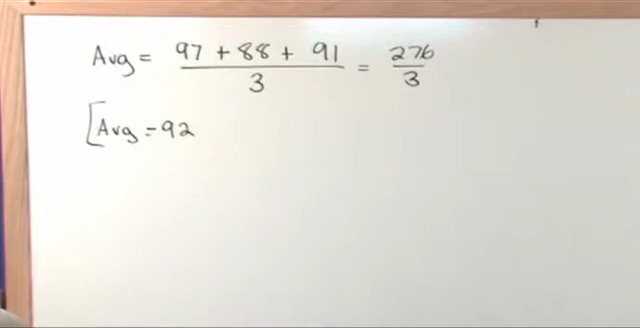 Avg = 97 + 88 + 91 / 3 = 276 / 3
[Avg = 92